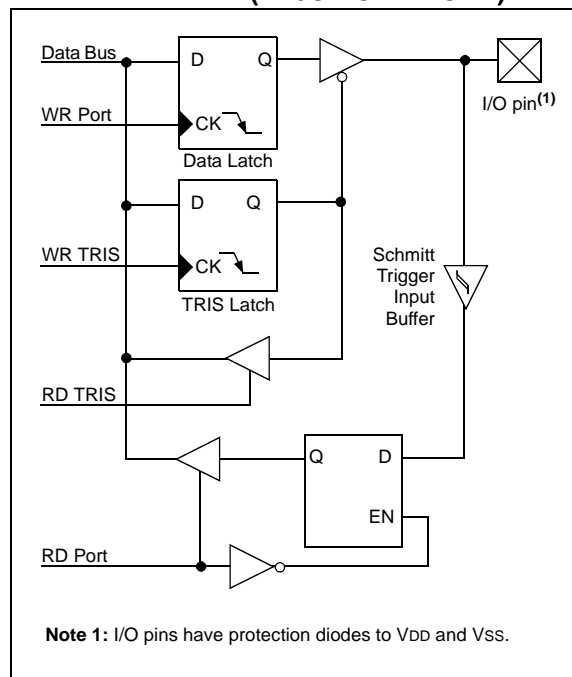 Data Bus
D Q
I/O pin(1)
WR Port
CK
Data Latch
D Q
WR TRIS
CK
TRIS Latch
Schmitt
Trigger
Input
Buffer
RD TRIS
Q D
EN
RD Port
Note 1: I/O pins have protection diodes to VDD and VSS.